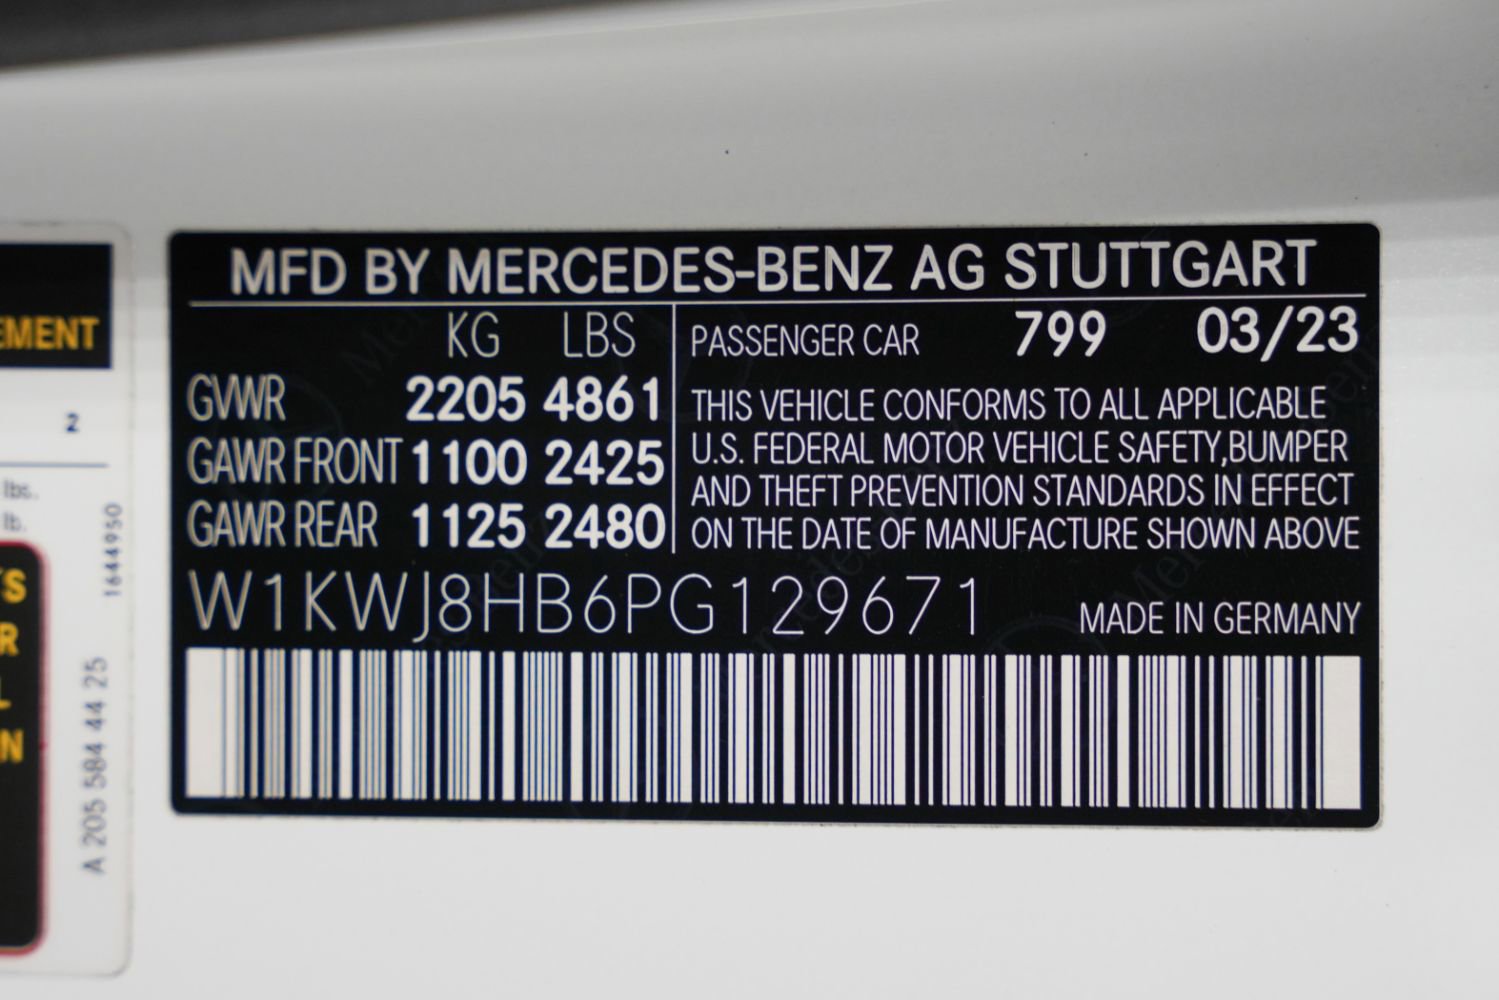 MFD BY MERCEDES-BENZ AG STUTTGART
KG LBS
GVWR 2205 4861
GAWR FRONT 1100 2425
GAWR REAR 1125 2480
PASSENGER CAR 799 03/23
THIS VEHICLE CONFORMS TO ALL APPLICABLE
U.S. FEDERAL MOTOR VEHICLE SAFETY,BUMPER
AND THEFT PREVENTION STANDARDS IN EFFECT
ON THE DATE OF MANUFACTURE SHOWN ABOVE
W1KWJ8HB6PG129671 MADE IN GERMANY
EMENT
2
lbs.
lb.
'S
R
L
N
1644950
A 205 584 44 25